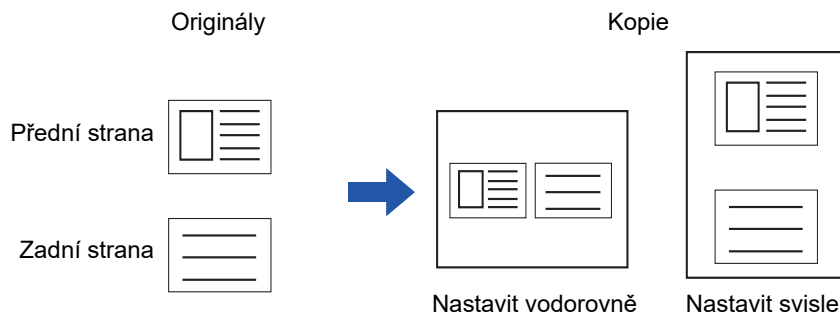 Originály
Kopie
Přední strana
Zadní strana
Nastavit vodorovně
Nastavit svisle